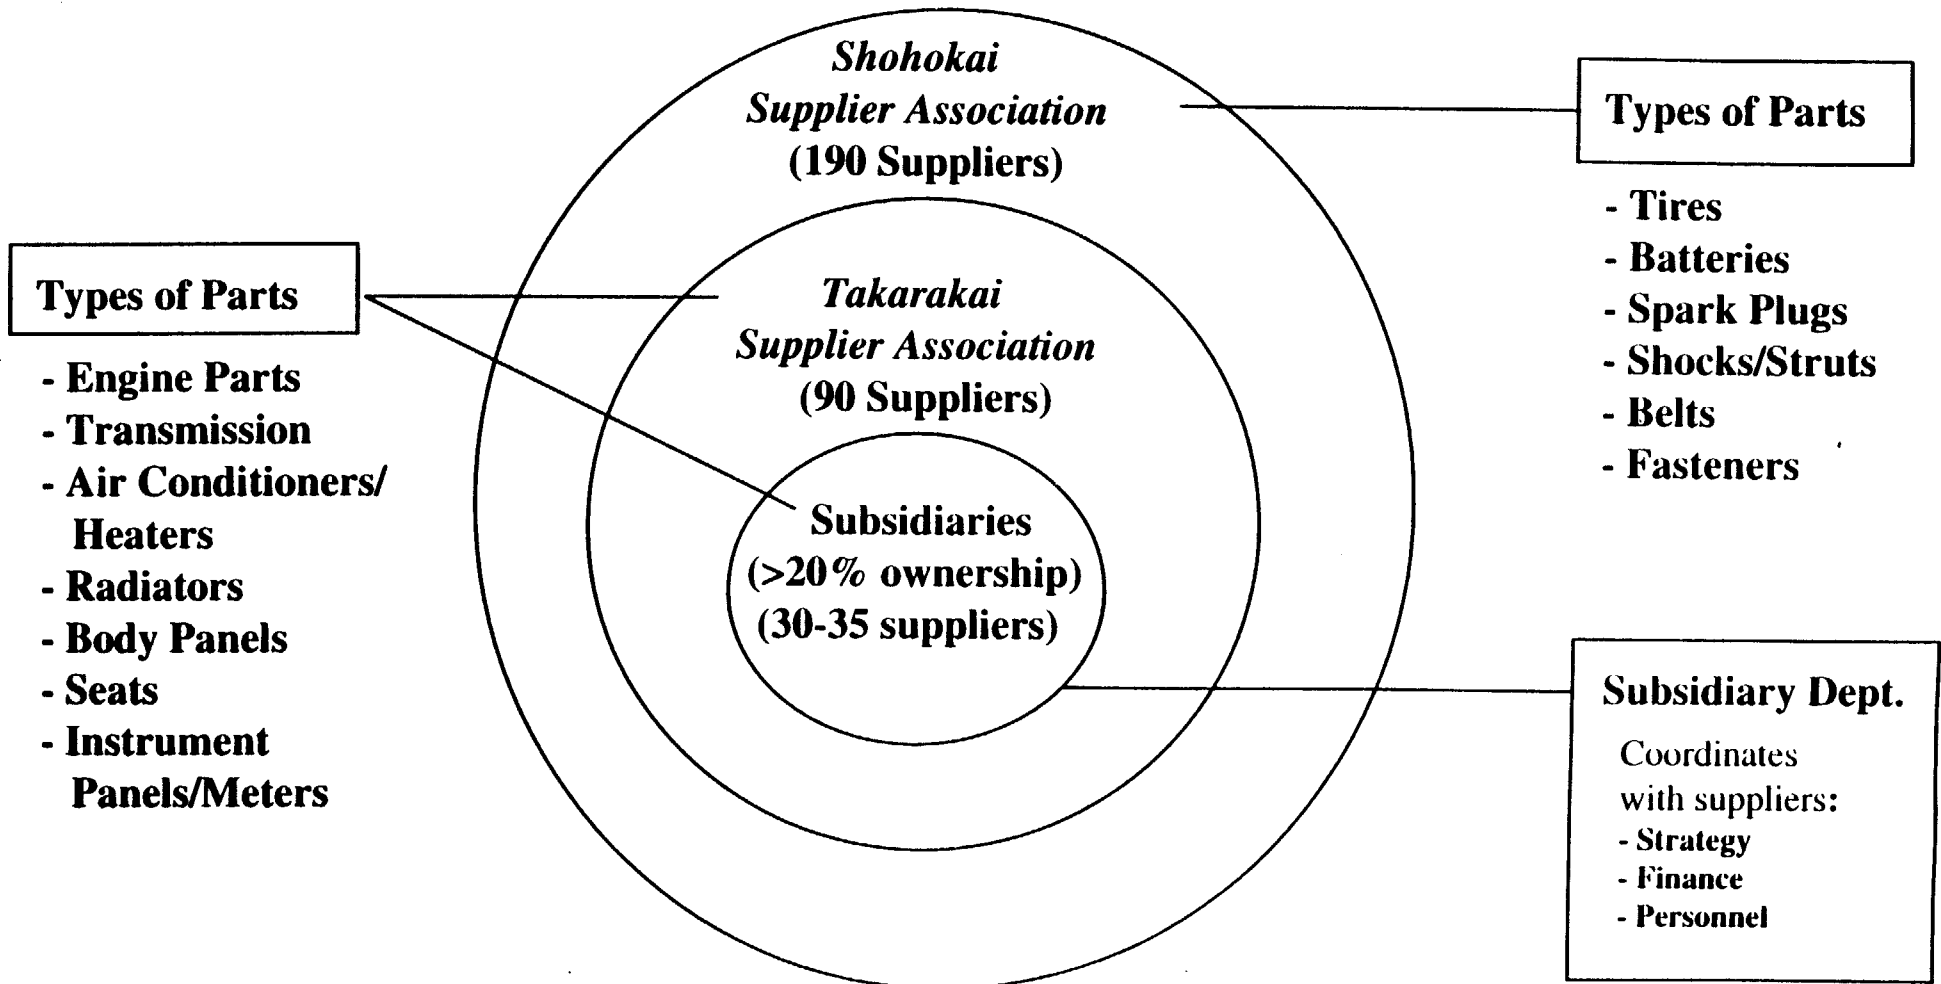 Shohokai
Supplier Association
(190 Suppliers)
Types of Parts
- Tires
- Batteries
- Spark Plugs
- Shocks/Struts
- Belts
- Fasteners
Types of Parts
- Engine Parts
- Transmission
- Air Conditioners/
Heaters
- Radiators
- Body Panels
- Seats
- Instrument
Panels/Meters
Takarakai
Supplier Association
(90 Suppliers)
Subsidiaries
(>20% ownership)
(30-35 suppliers)
Subsidiary Dept.
Coordinates
with suppliers:
- Strategy
- Finance
- Personnel